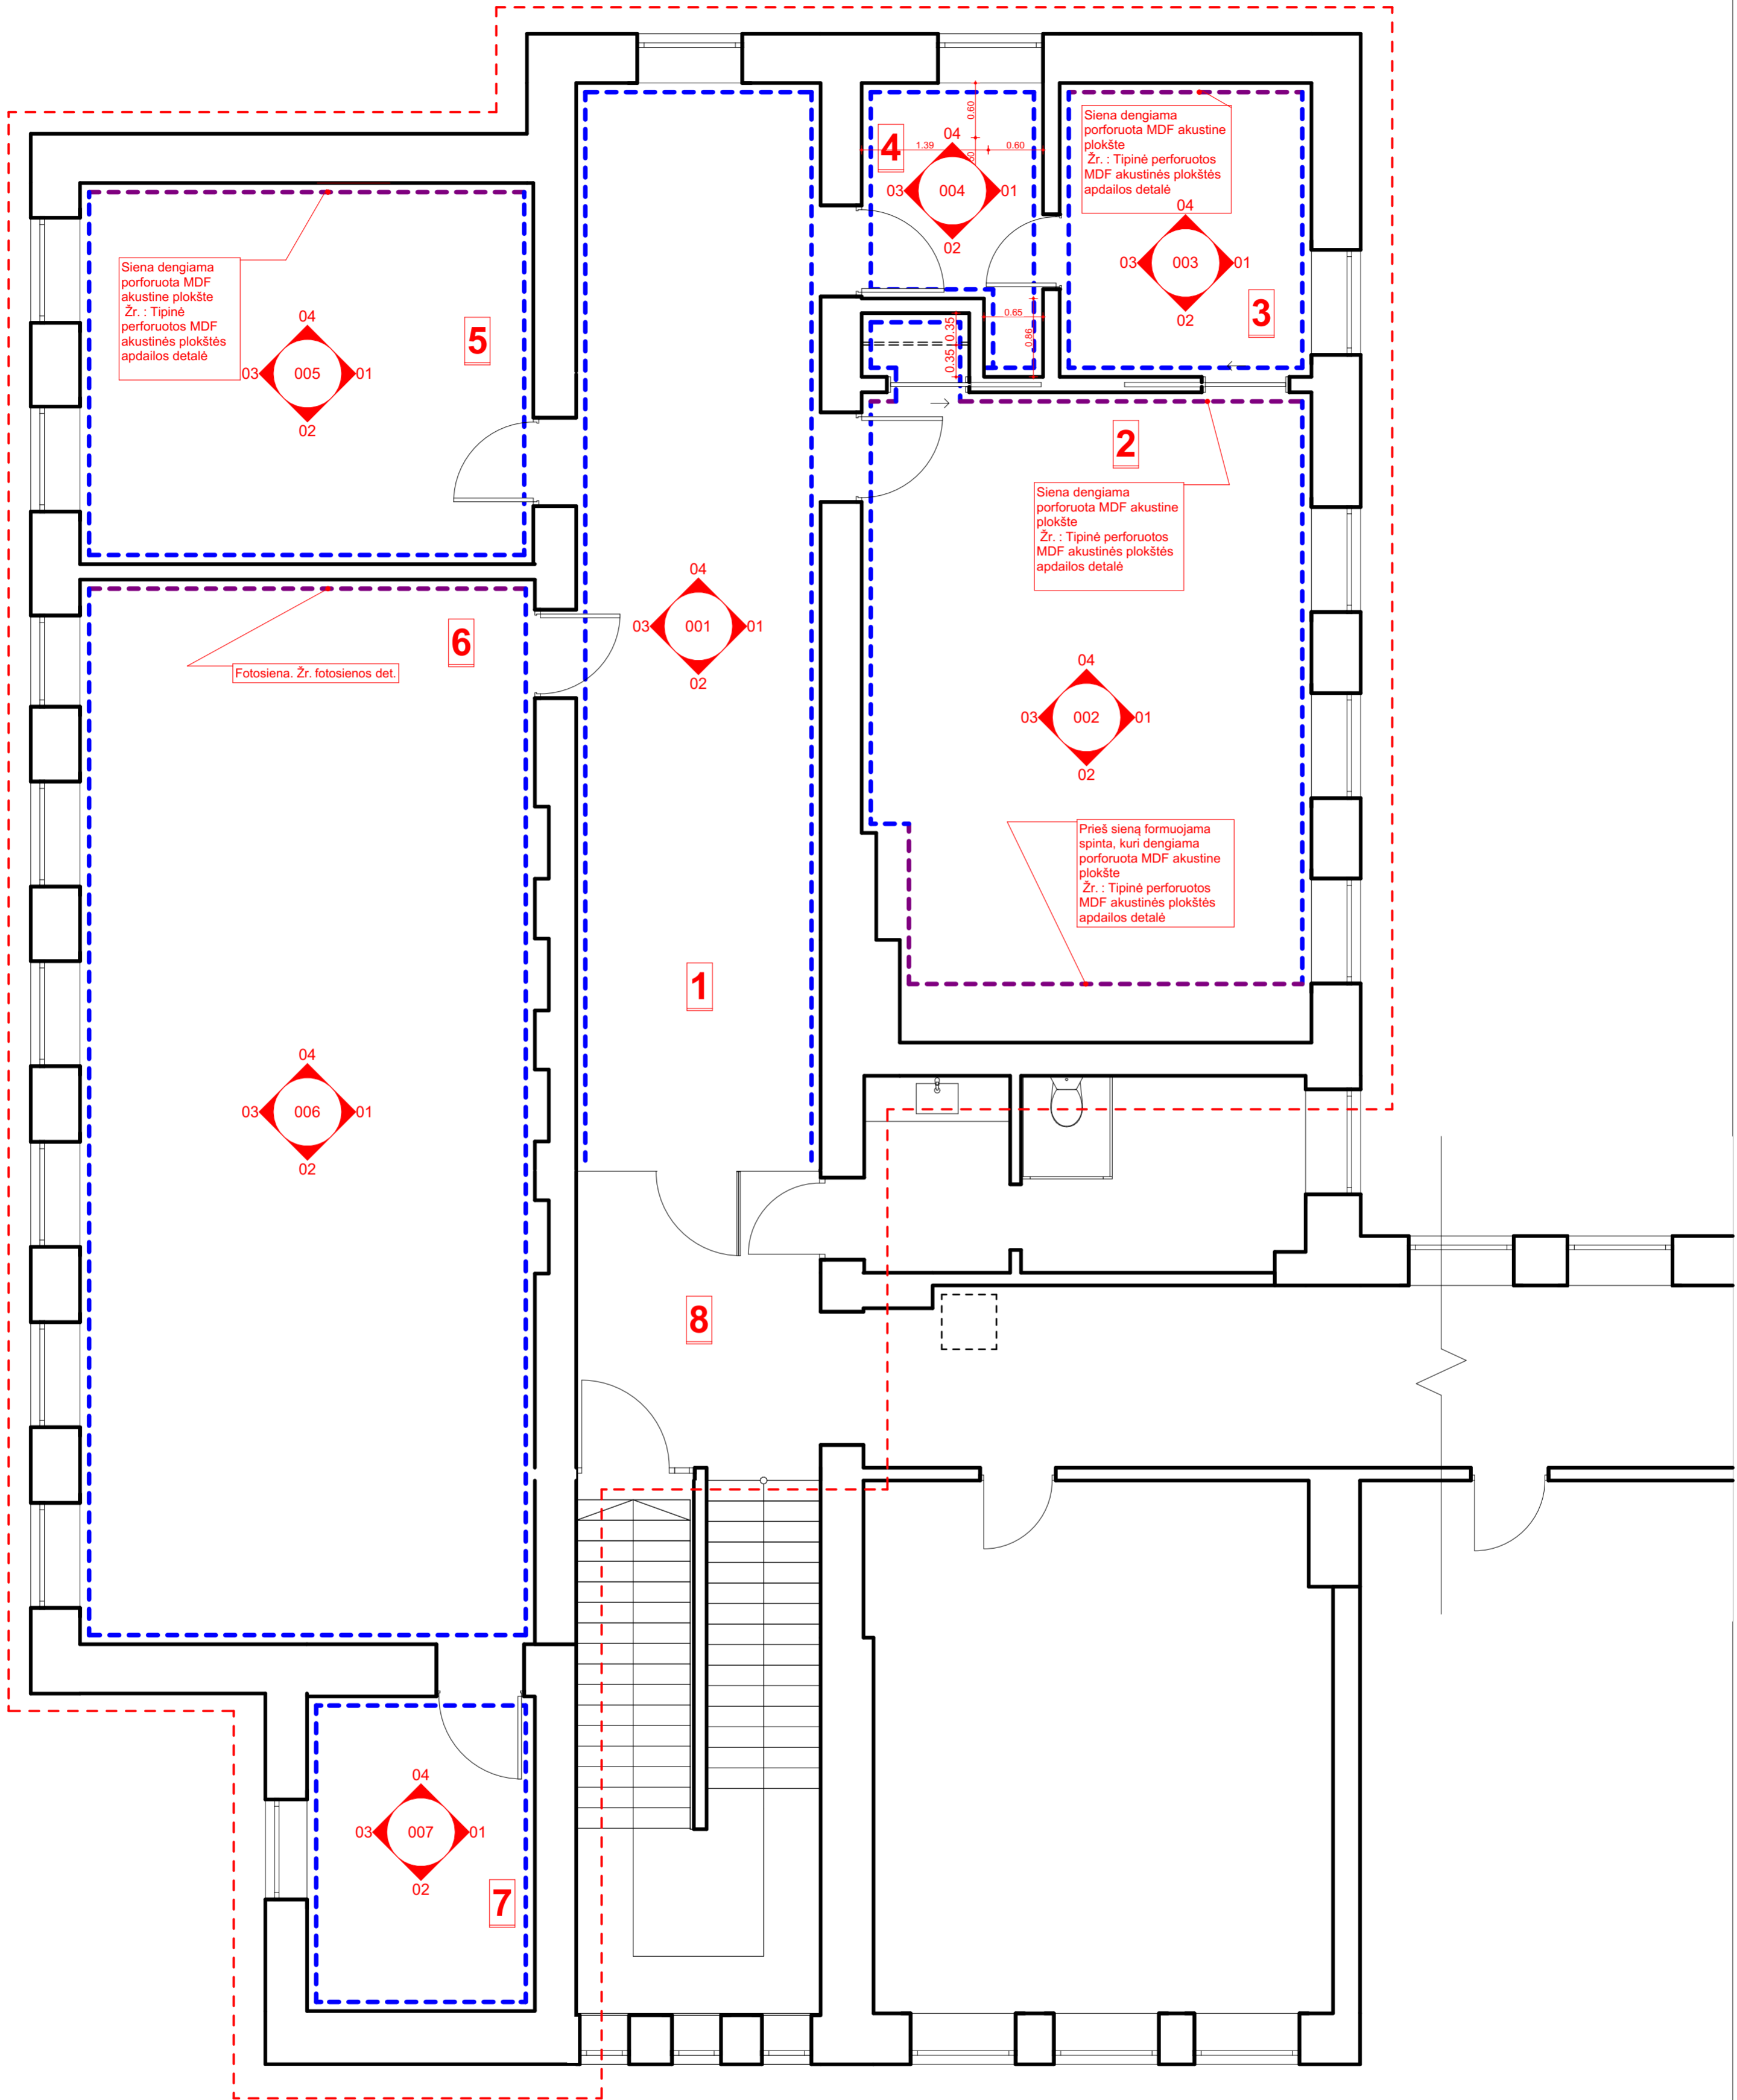 0.60
Siena dengiama
porforuota MDF akustine
plokšte
Žr. : Tipinė perforuotos
MDF akustinės plokštės
apdailos detalė
4
04
1.39
0.60
03
004
01
02
04
03
003
01
02
3
Siena dengiama
porforuota MDF
akustine plokšte
Žr. : Tipinė
perforuotos MDF
akustinės plokštės
apdailos detalė
5
04
03
005
01
02
0.65
0.35
0.35
0.86
2
Siena dengiama
porforuota MDF akustine
plokšte
Žr. : Tipinė perforuotos
MDF akustinės plokštės
apdailos detalė
04
03
001
01
02
6
Fotosiena. Žr. fotosienos det.
04
03
002
01
02
Prieš sieną formuojama
spinta, kuri dengiama
porforuota MDF akustine
plokšte
Žr. : Tipinė perforuotos
MDF akustinės plokštės
apdailos detalė
1
04
03
006
01
02
8
04
03
007
01
02
7